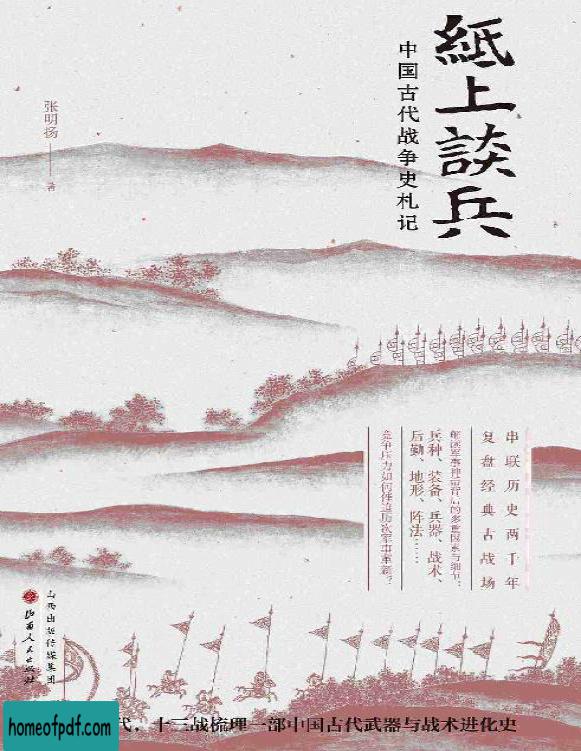 紙上談兵
中国古代战争史札记
张明扬
著
串联历史两千年
复盘经典古战场
解读军事神话背后的多重因素与细节：
兵种、装备、兵器、战术、
后勤、地形、阵法……
竞争压力如何
历次军事革新？
山西出版传媒集团
山西人民出版社
代，十三战梳理一部中国古代武器与战术进化史
homeofpdf.com